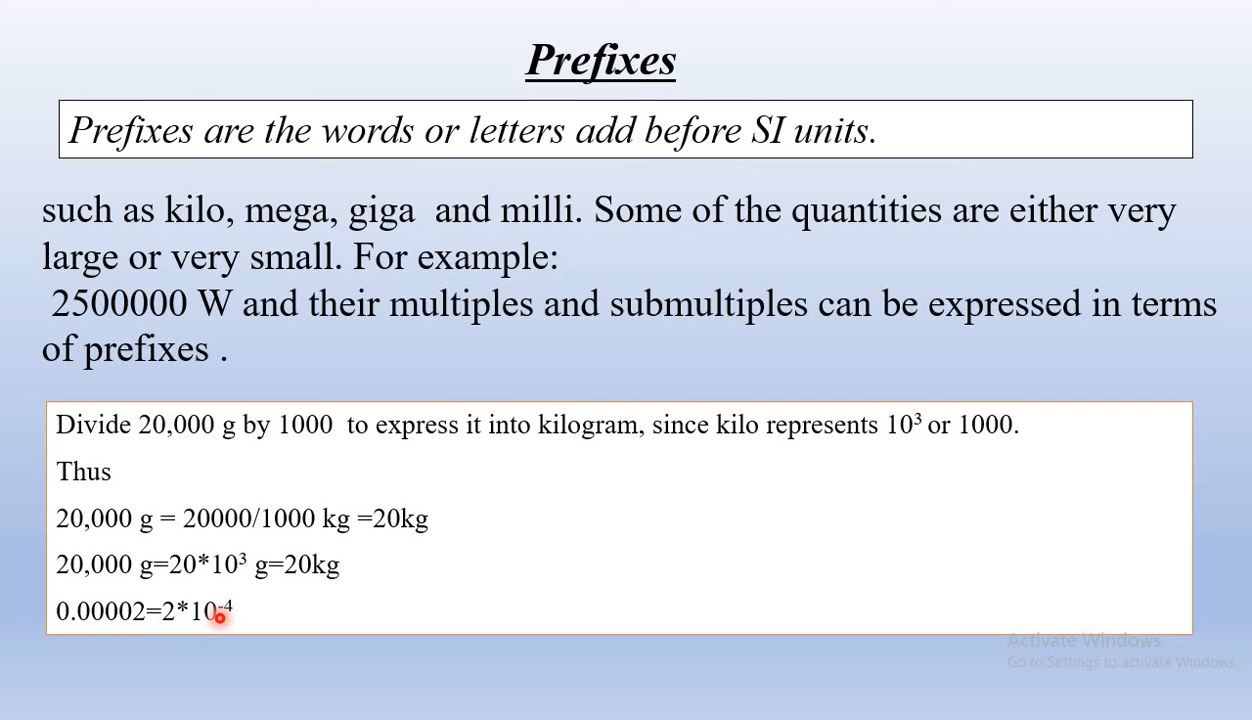 Prefixes
Prefixes are the words or letters add before SI units.
such as kilo, mega, giga  and milli. Some of the quantities are either very
large or very small. For example:
2500000 W and their multiples and submultiples can be expressed in terms
of prefixes .
Divide 20,000 g by 1000  to express it into kilogram, since kilo represents 10³ or 1000.
Thus
20,000 g = 20000/1000 kg =20kg
20,000 g=20*10³ g=20kg
0.00002=2*10⁻⁴
Activate Windows
Go to Settings to activate Windows.